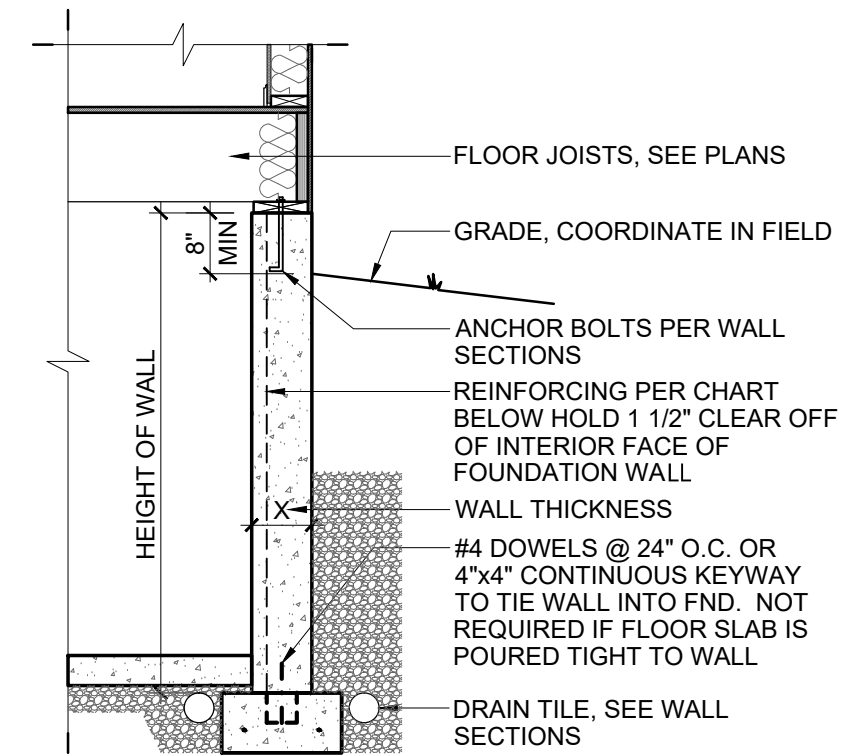 FLOOR JOISTS, SEE PLANS
8"
MIN
GRADE, COORDINATE IN FIELD
ANCHOR BOLTS PER WALL
SECTIONS
HEIGHT OF WALL
REINFORCING PER CHART
BELOW HOLD 1 1/2" CLEAR OFF
OF INTERIOR FACE OF
FOUNDATION WALL
X
WALL THICKNESS
#4 DOWELS @ 24" O.C. OR
4"x4" CONTINUOUS KEYWAY
TO TIE WALL INTO FND. NOT
REQUIRED IF FLOOR SLAB IS
POURED TIGHT TO WALL
DRAIN TILE, SEE WALL
SECTIONS